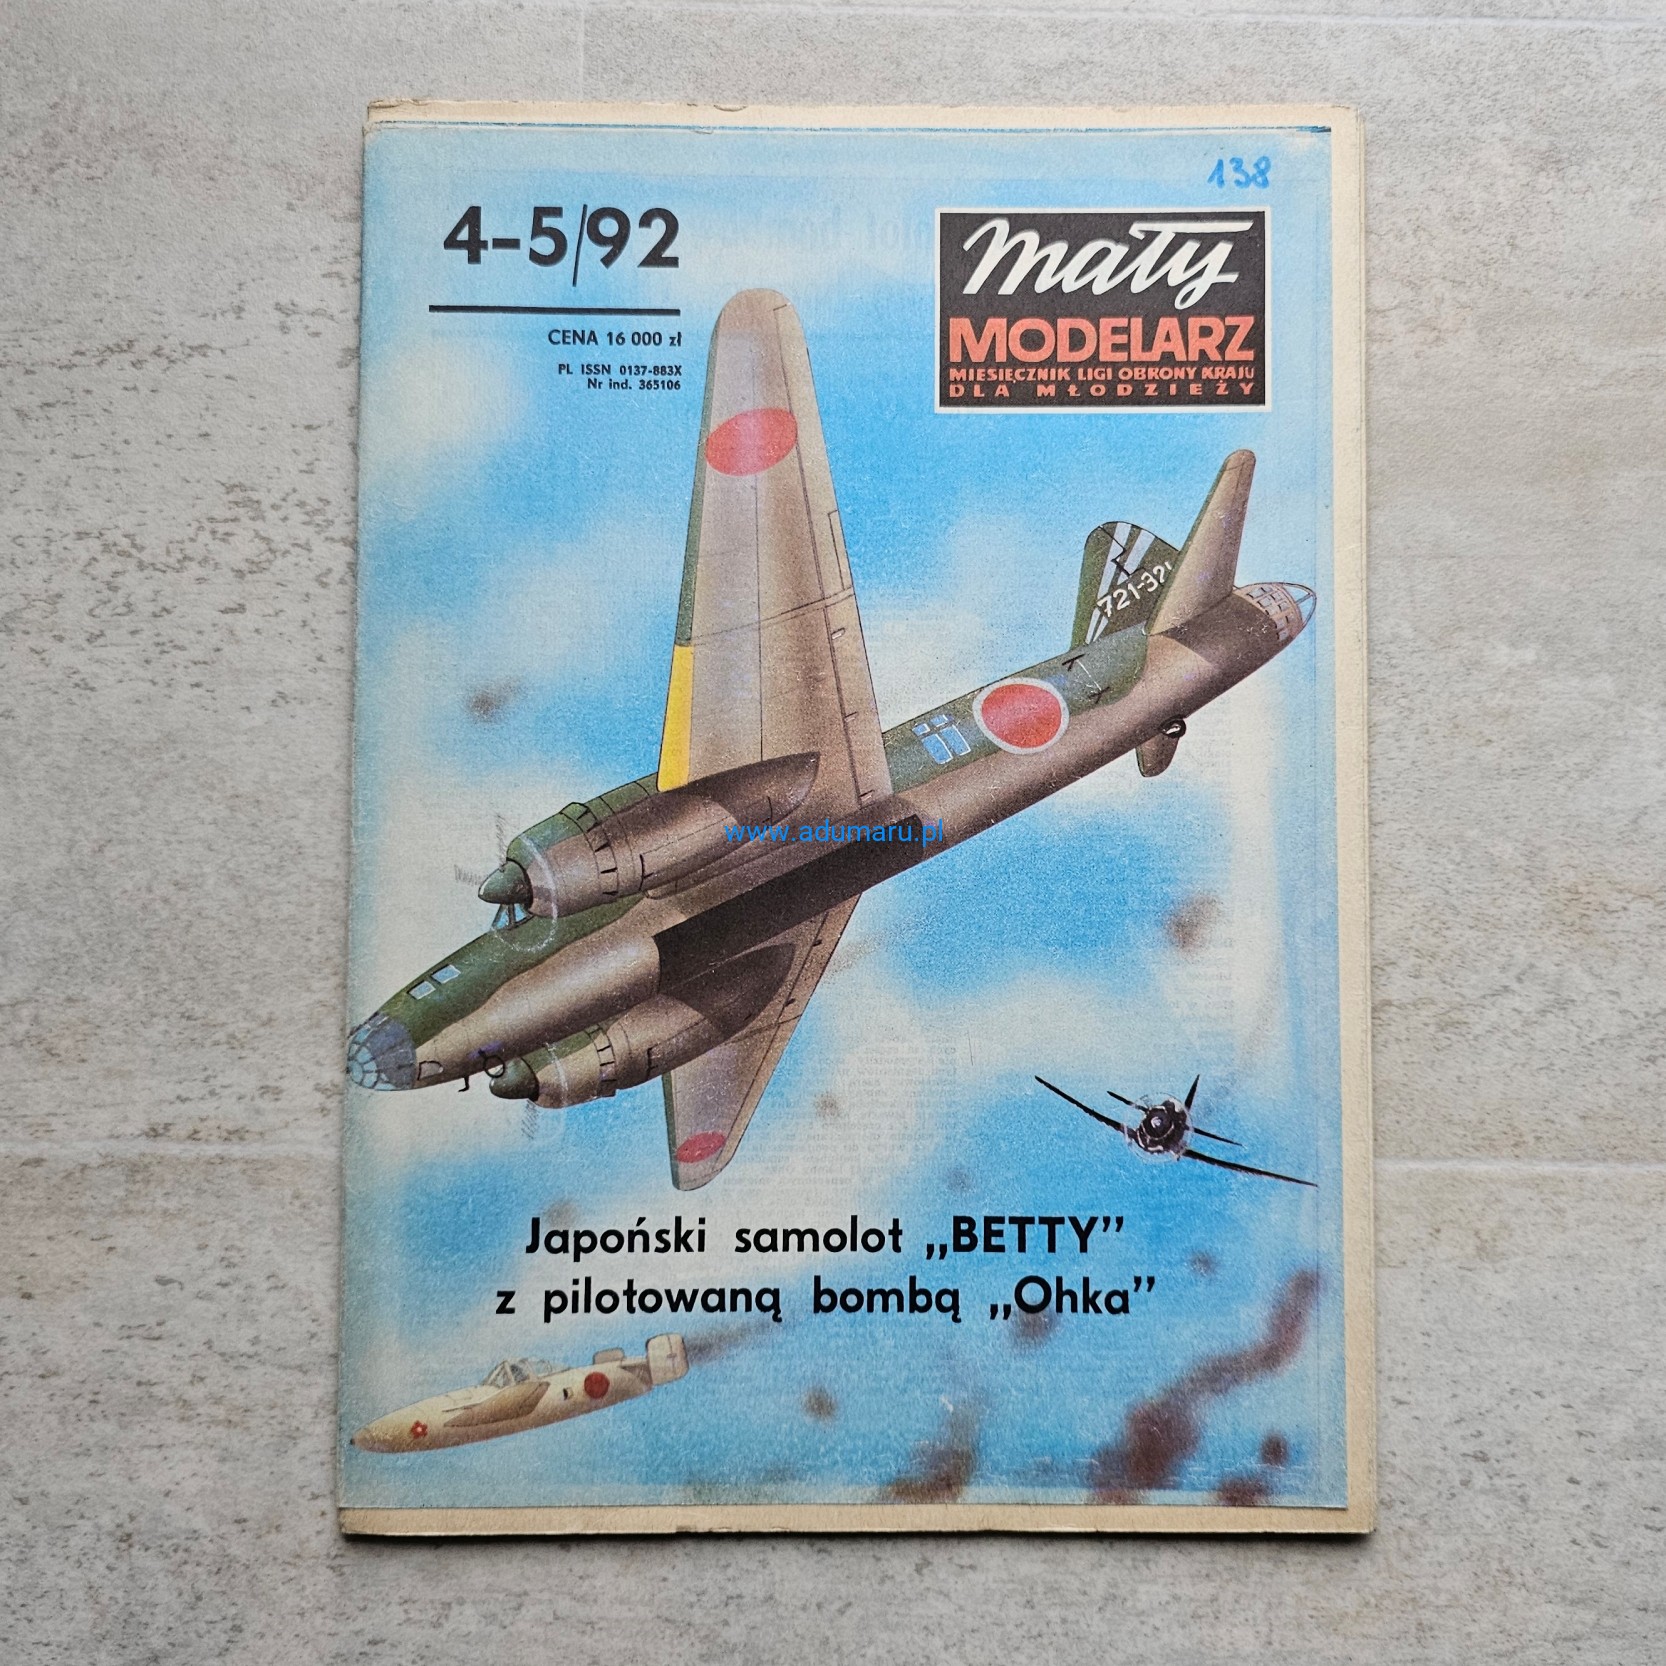 138
4-5/92
CENA 16 000 zł
PL ISSN 0137-883X
Nr ind. 365106
Mały
MODELARZ
MIESIĘCZNIK LIGI OBRONY KRAJU
DLA MŁODZIEŻY
721-321
www.adumaru.pl
Japoński samolot „BETTY”
z pilotowaną bombą „Ohka”